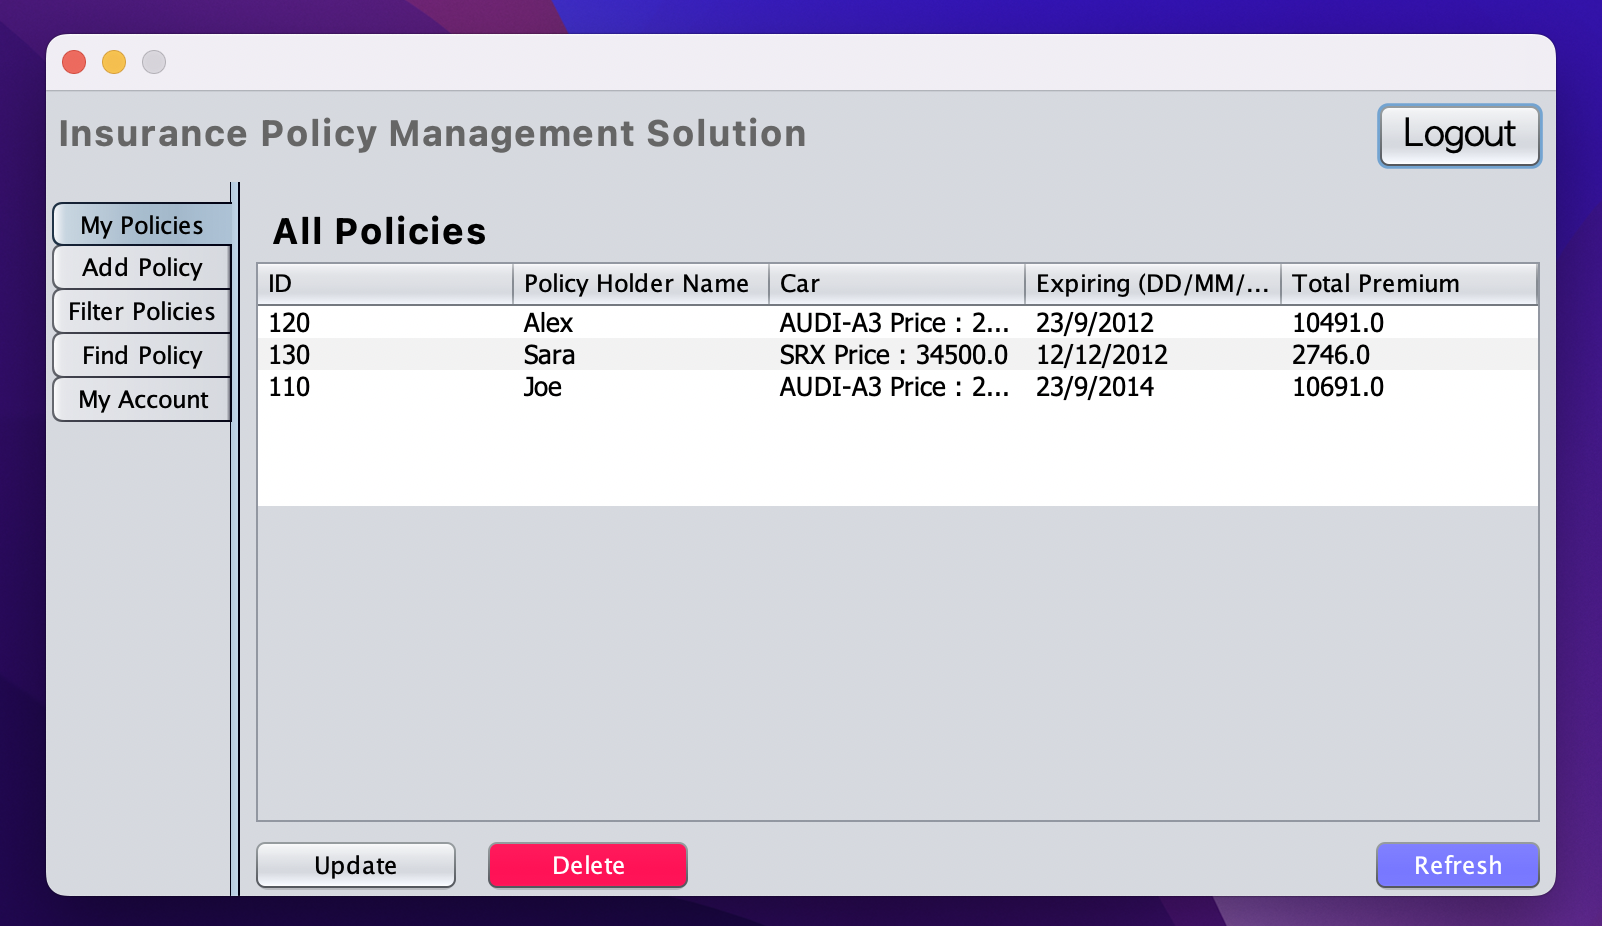 Insurance Policy Management Solution
Logout
My Policies
Add Policy
Filter Policies
Find Policy
My Account
All Policies
ID Policy Holder Name Car Expiring (DD/MM/... Total Premium
120 Alex AUDI-A3 Price : 2... 23/9/2012 10491.0
130 Sara SRX Price : 34500.0 12/12/2012 2746.0
110 Joe AUDI-A3 Price : 2... 23/9/2014 10691.0
Update Delete Refresh